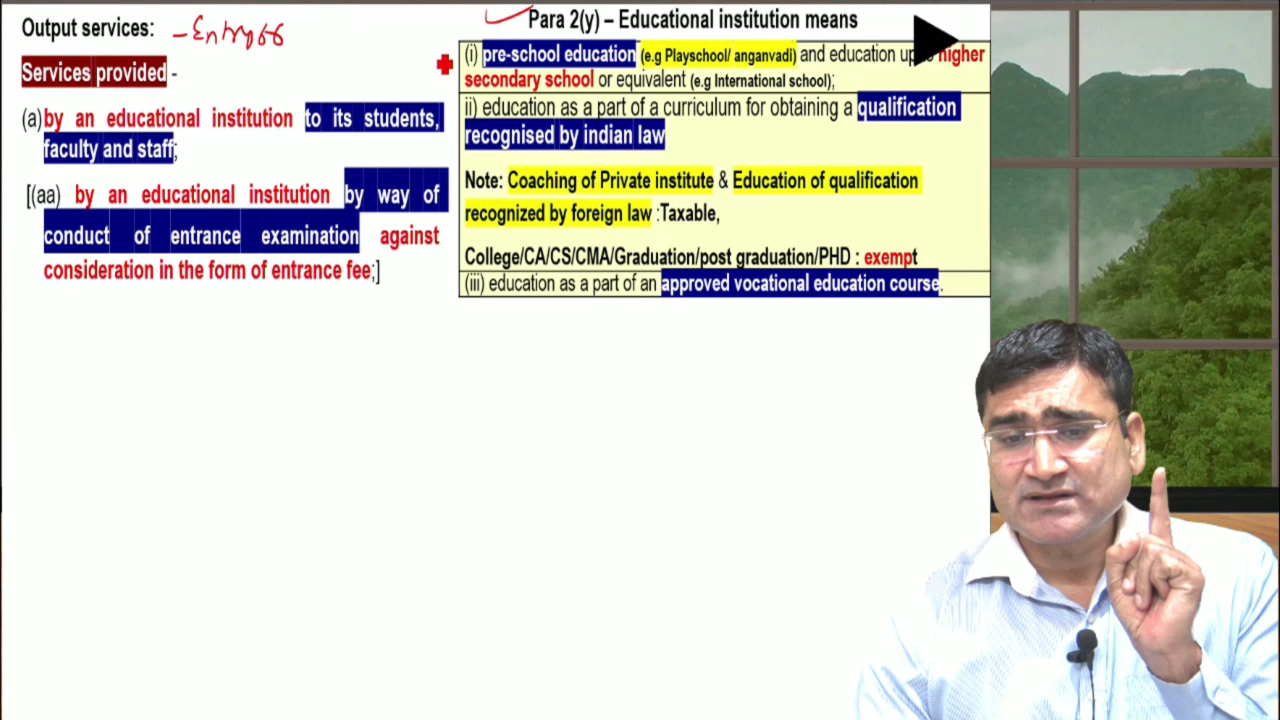 Output services: - Entry 66
Services provided -
(a) by an educational institution to its students,
faculty and staff;
[(aa) by an educational institution by way of
conduct of entrance examination against
consideration in the form of entrance fee;]
Para 2(y) – Educational institution means
(i) pre-school education (e.g Playschool/ anganvadi) and education up higher
secondary school or equivalent (e.g International school);
ii) education as a part of a curriculum for obtaining a qualification
recognised by indian law
Note: Coaching of Private institute & Education of qualification
recognized by foreign law :Taxable,
College/CA/CS/CMA/Graduation/post graduation/PHD : exempt
(iii) education as a part of an approved vocational education course.